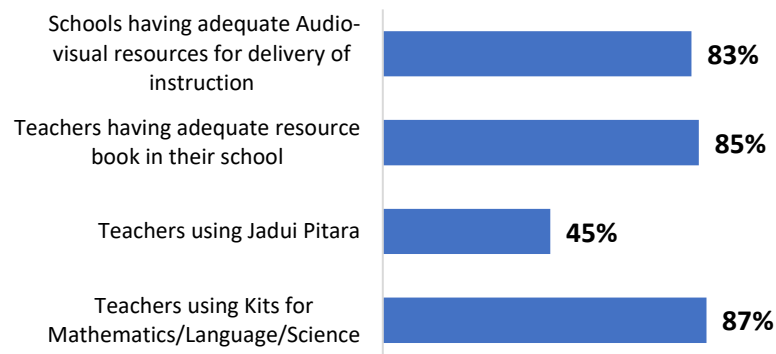 Schools having adequate Audio-
visual resources for delivery of
instruction
83%
Teachers having adequate resource
book in their school
85%
Teachers using Jadui Pitara
45%
Teachers using Kits for
Mathematics/Language/Science
87%